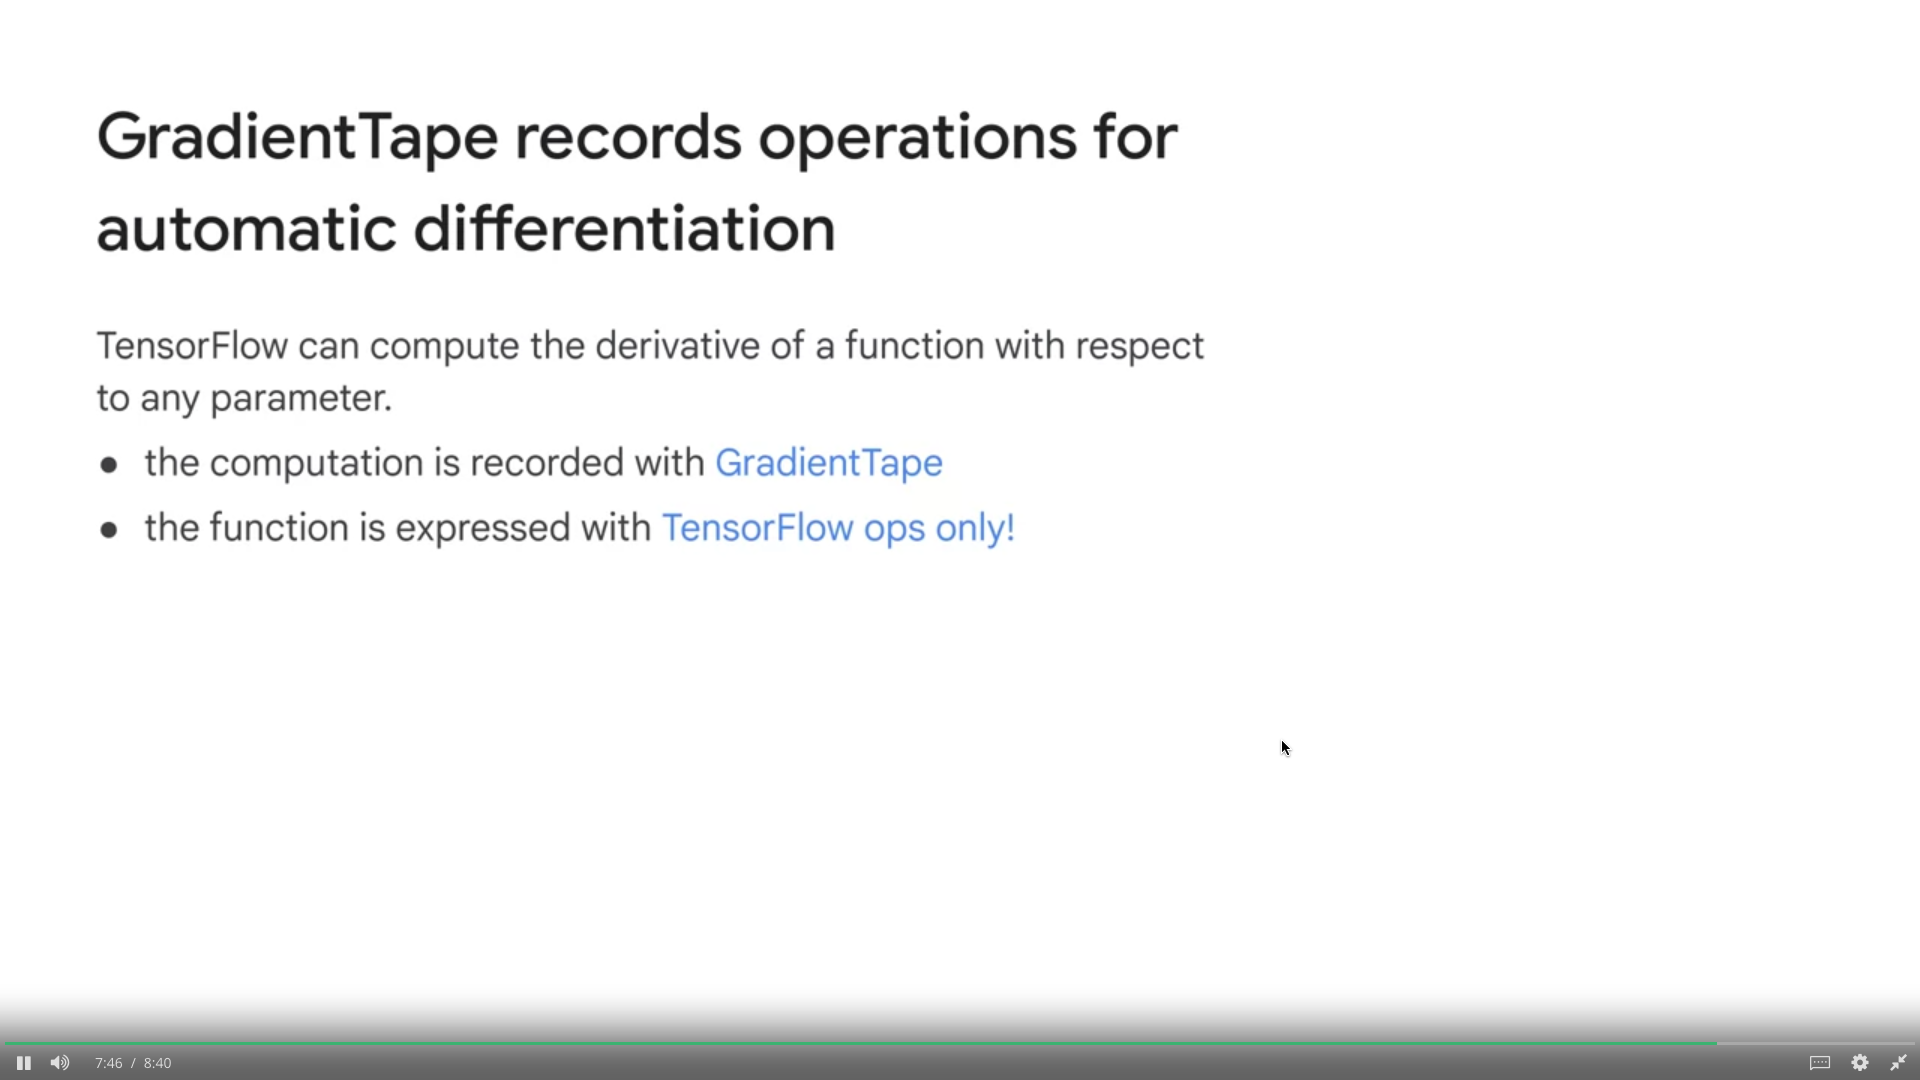 GradientTape records operations for
automatic differentiation
TensorFlow can compute the derivative of a function with respect
to any parameter.
● the computation is recorded with GradientTape
● the function is expressed with TensorFlow ops only!
7:46 / 8:40